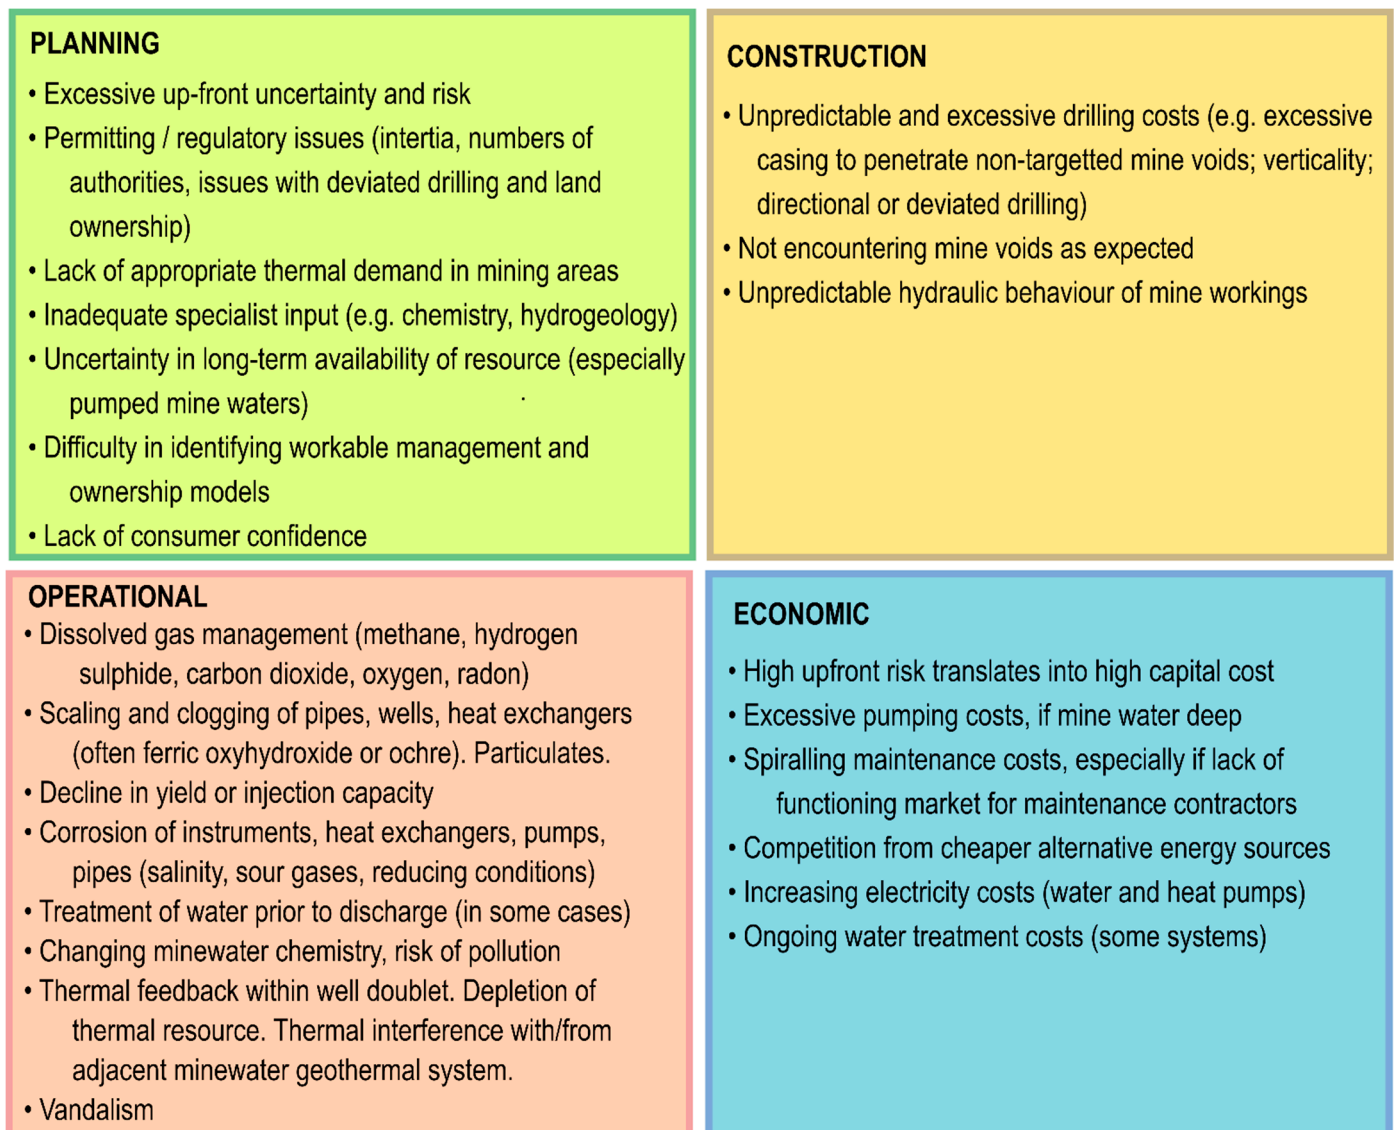 PLANNING
• Excessive up-front uncertainty and risk
• Permitting / regulatory issues (intertia, numbers of
authorities, issues with deviated drilling and land
ownership)
• Lack of appropriate thermal demand in mining areas
• Inadequate specialist input (e.g. chemistry, hydrogeology)
• Uncertainty in long-term availability of resource (especially
pumped mine waters)
• Difficulty in identifying workable management and
ownership models
• Lack of consumer confidence
CONSTRUCTION
• Unpredictable and excessive drilling costs (e.g. excessive
casing to penetrate non-targetted mine voids; verticality;
directional or deviated drilling)
• Not encountering mine voids as expected
• Unpredictable hydraulic behaviour of mine workings
OPERATIONAL
• Dissolved gas management (methane, hydrogen
sulphide, carbon dioxide, oxygen, radon)
• Scaling and clogging of pipes, wells, heat exchangers
(often ferric oxyhydroxide or ochre). Particulates.
• Decline in yield or injection capacity
• Corrosion of instruments, heat exchangers, pumps,
pipes (salinity, sour gases, reducing conditions)
• Treatment of water prior to discharge (in some cases)
• Changing minewater chemistry, risk of pollution
• Thermal feedback within well doublet. Depletion of
thermal resource. Thermal interference with/from
adjacent minewater geothermal system.
• Vandalism
ECONOMIC
• High upfront risk translates into high capital cost
• Excessive pumping costs, if mine water deep
• Spiralling maintenance costs, especially if lack of
functioning market for maintenance contractors
• Competition from cheaper alternative energy sources
• Increasing electricity costs (water and heat pumps)
• Ongoing water treatment costs (some systems)